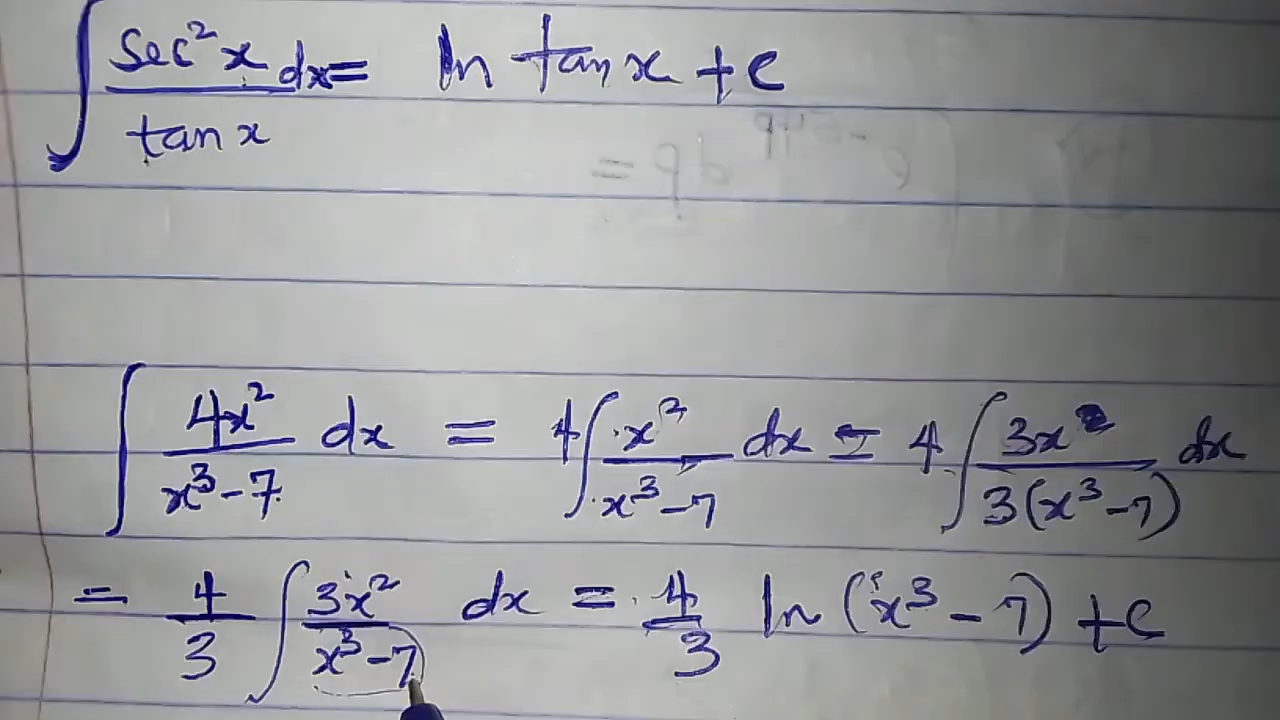 ∫ sec²x/tan x dx = ln tan x + c
∫ 4x²/x³-7 dx = 4∫ x²/x³-7 dx = 4∫ 3x²/3(x³-7) dx
= 4/3 ∫ 3x²/x³-7 dx = 4/3 ln (x³-7) + c